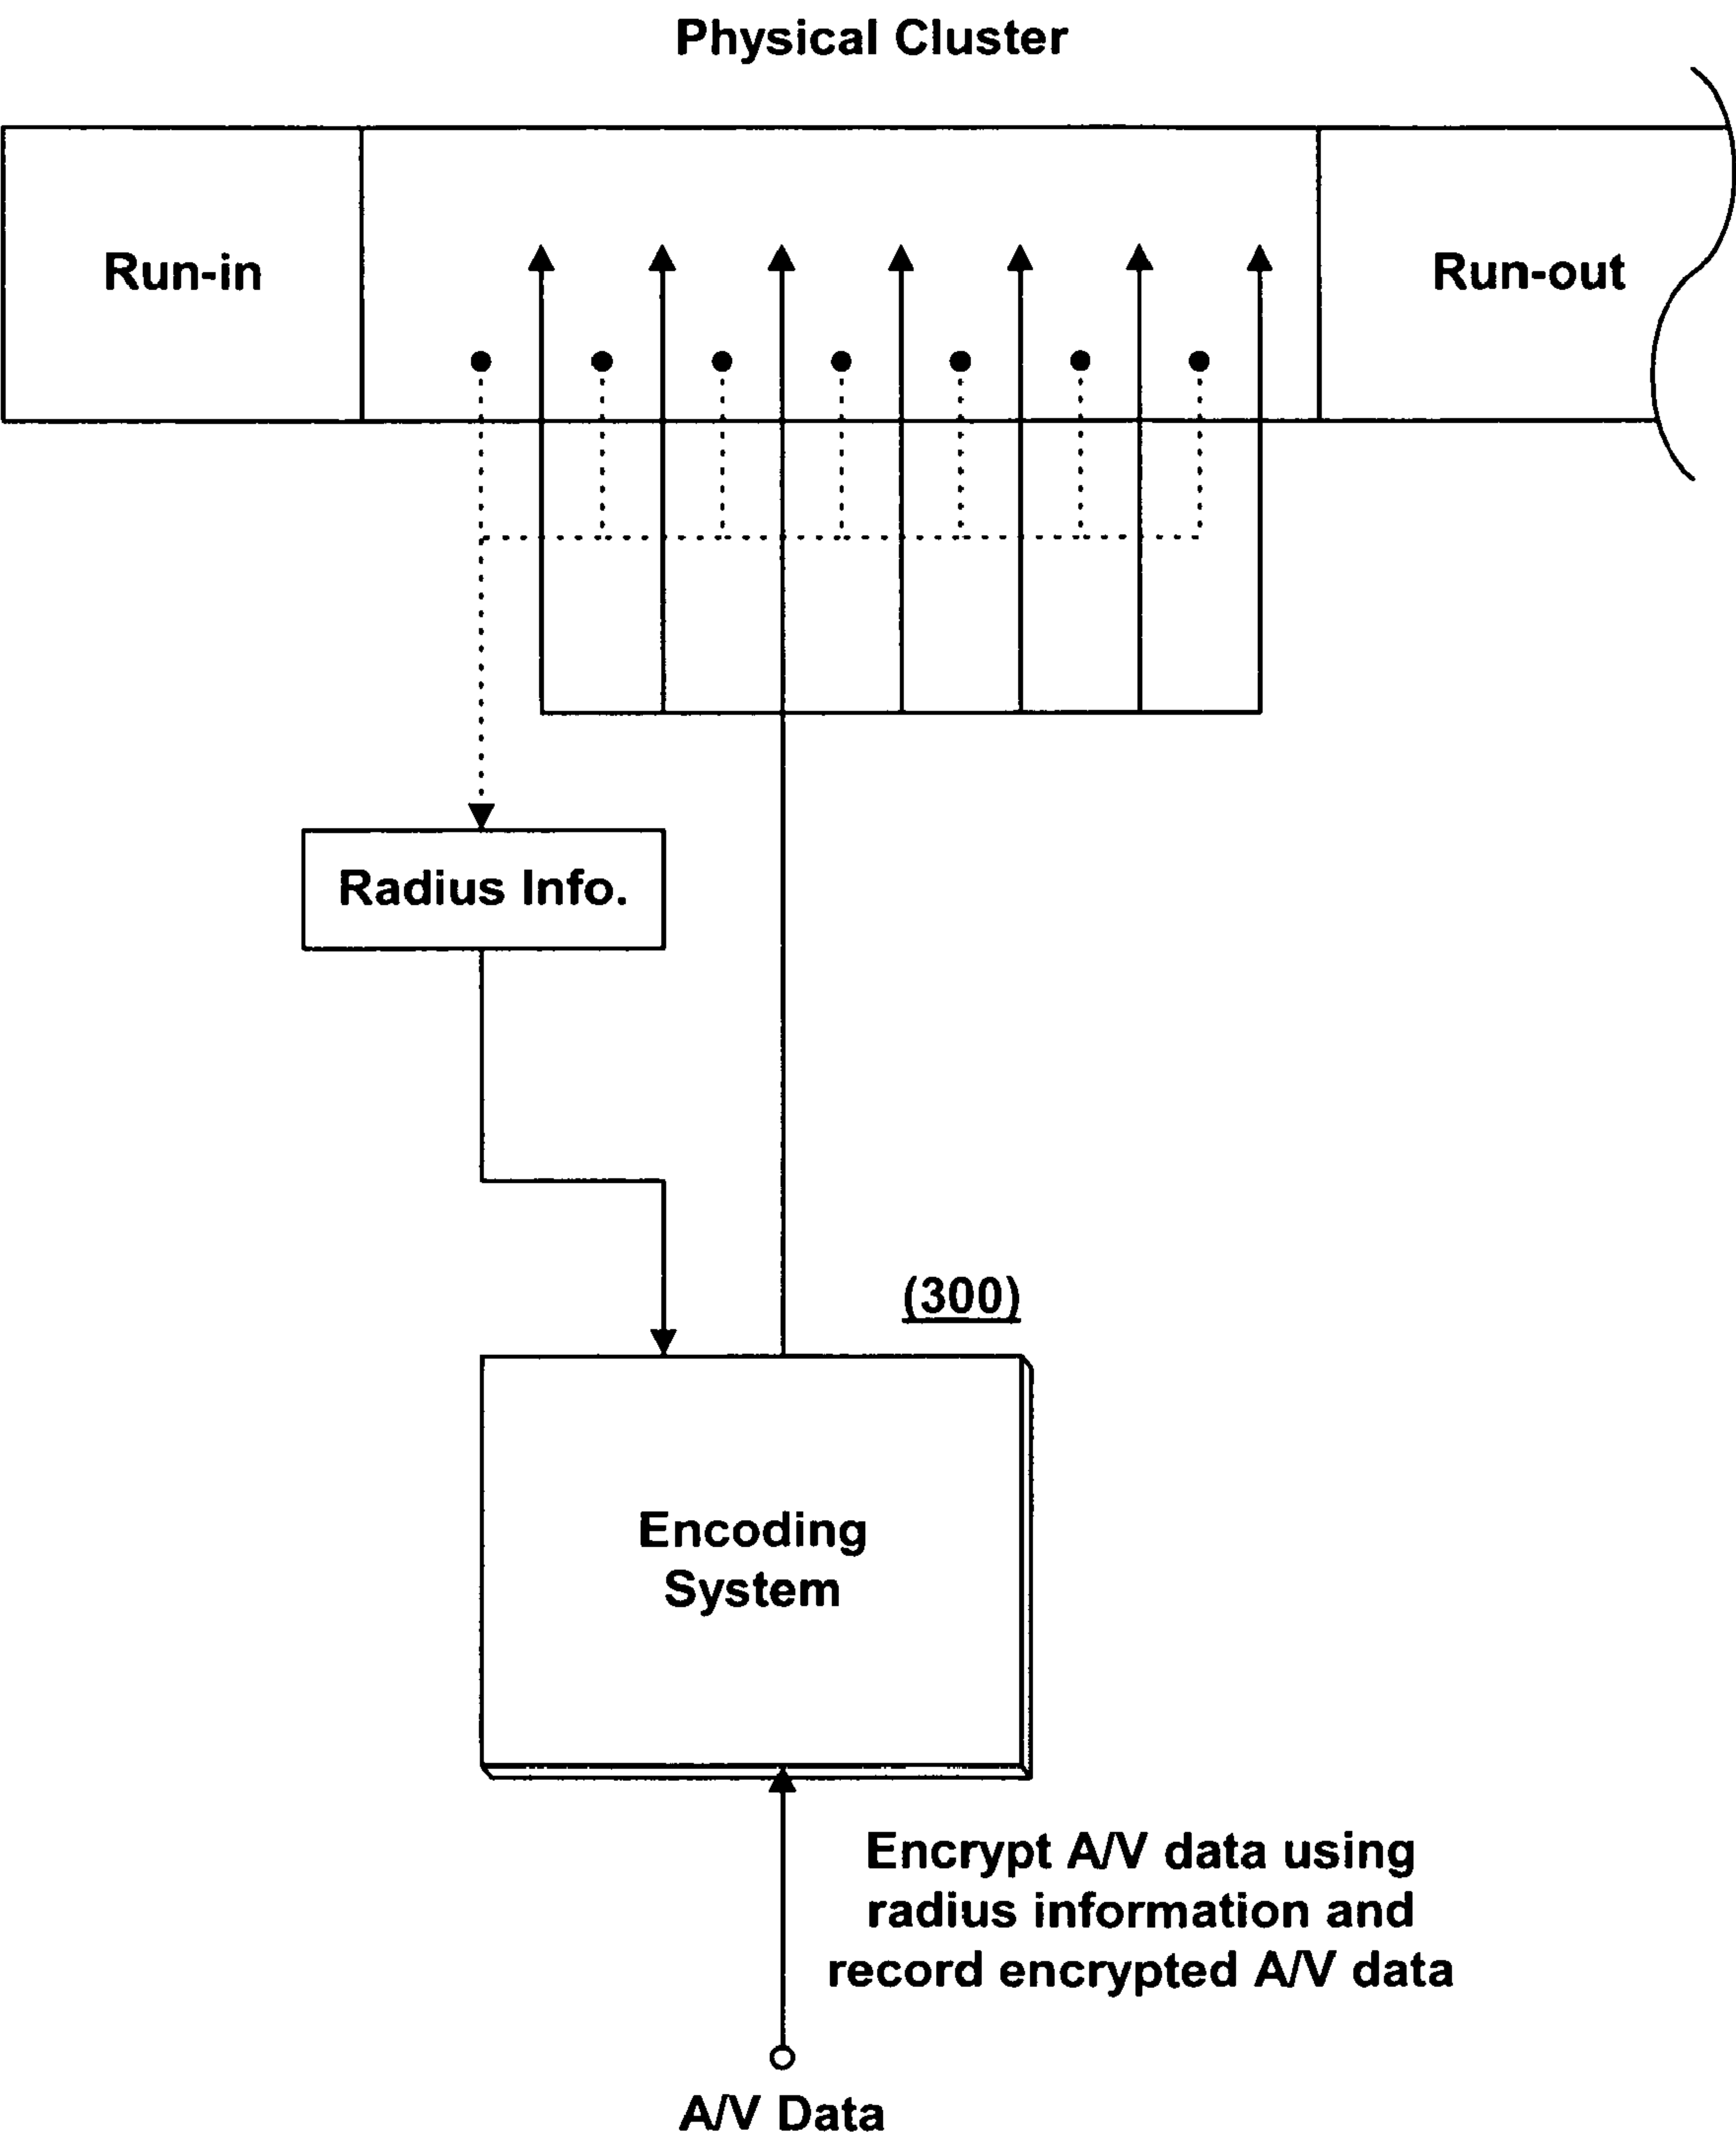 Physical Cluster
Run-in
Run-out
Radius Info.
(300)
Encoding
System
Encrypt A/V data using
radius information and
record encrypted A/V data
A/V Data